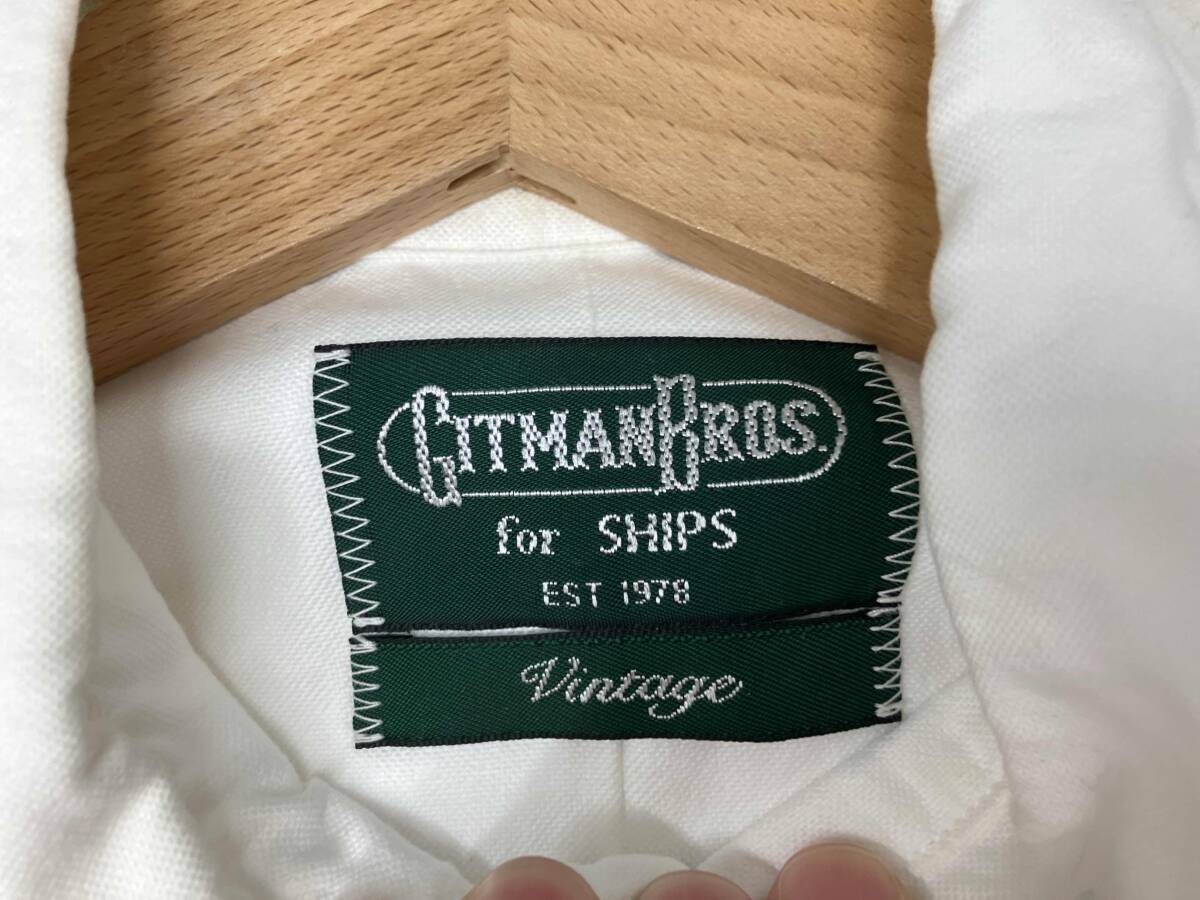 GITMAN BROS.
for SHIPS
EST 1978
Vintage